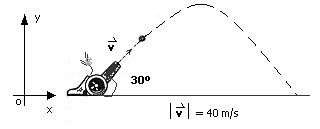 y
v
30º
o
x
| v | = 40 m/s